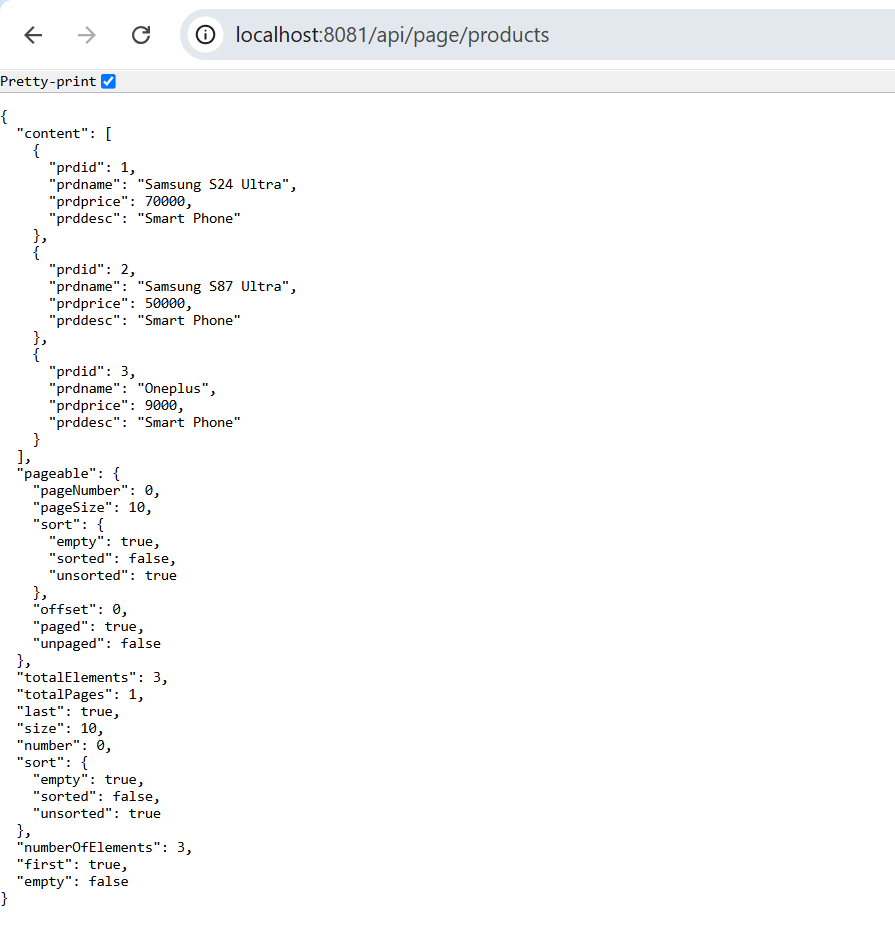 localhost:8081/api/page/products
Pretty-print
{
  "content": [
    {
      "prdid": 1,
      "prdname": "Samsung S24 Ultra",
      "prdprice": 70000,
      "prddesc": "Smart Phone"
    },
    {
      "prdid": 2,
      "prdname": "Samsung S87 Ultra",
      "prdprice": 50000,
      "prddesc": "Smart Phone"
    },
    {
      "prdid": 3,
      "prdname": "Oneplus",
      "prdprice": 9000,
      "prddesc": "Smart Phone"
    }
  ],
  "pageable": {
    "pageNumber": 0,
    "pageSize": 10,
    "sort": {
      "empty": true,
      "sorted": false,
      "unsorted": true
    },
    "offset": 0,
    "paged": true,
    "unpaged": false
  },
  "totalElements": 3,
  "totalPages": 1,
  "last": true,
  "size": 10,
  "number": 0,
  "sort": {
    "empty": true,
    "sorted": false,
    "unsorted": true
  },
  "numberOfElements": 3,
  "first": true,
  "empty": false
}